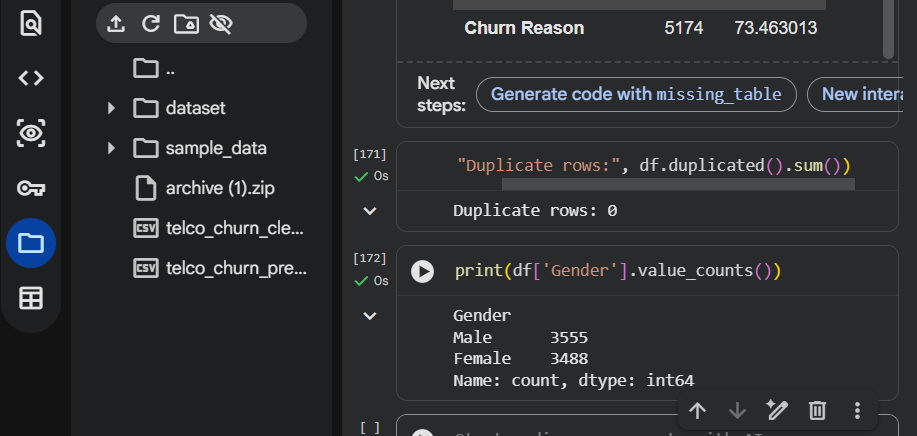 ..
dataset
sample_data
archive (1).zip
CSV telco_churn_cle...
CSV telco_churn_pre...
Churn Reason 5174 73.463013
Next steps: Generate code with missing_table New intera
[171] "Duplicate rows:", df.duplicated().sum())
0s
Duplicate rows: 0
[172] print(df['Gender'].value_counts())
0s
Gender
Male 3555
Female 3488
Name: count, dtype: int64
[ ]